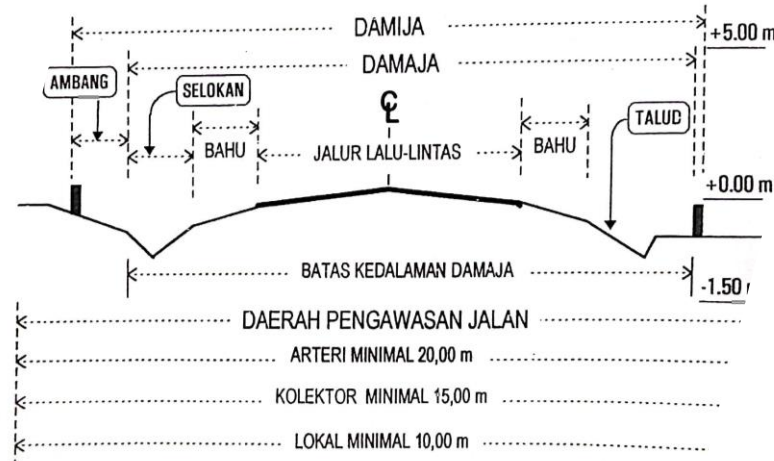 DAMIJA
+5.00 m
DAMAJA
AMBANG
SELOKAN
℄
TALUD
BAHU
JALUR LALU-LINTAS
BAHU
+0.00 m
BATAS KEDALAMAN DAMAJA
-1.50
DAERAH PENGAWASAN JALAN
ARTERI MINIMAL 20,00 m
KOLEKTOR MINIMAL 15,00 m
LOKAL MINIMAL 10,00 m